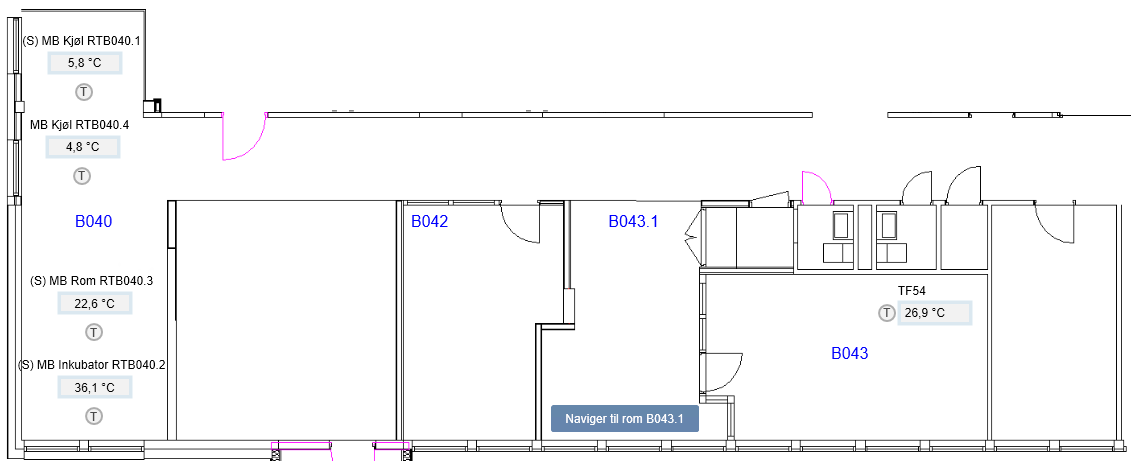 (S) MB Kjøl RTB040.1
5,8 °C
T
MB Kjøl RTB040.4
4,8 °C
T
B040
B042
B043.1
(S) MB Rom RTB040.3
22,6 °C
T
TF54
T 26,9 °C
B043
(S) MB Inkubator RTB040.2
36,1 °C
T
Naviger til rom B043.1